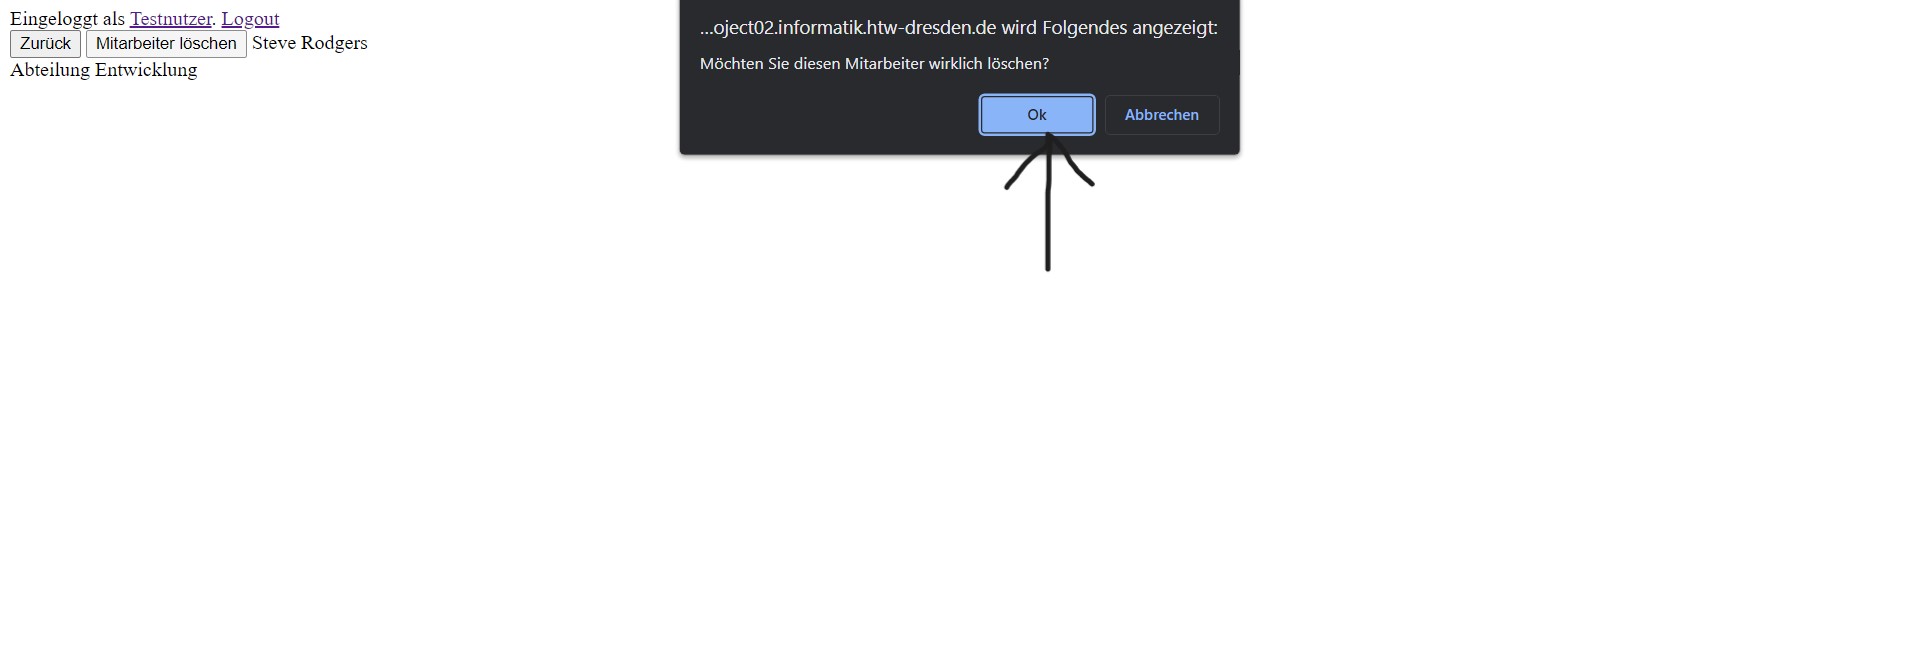 Eingeloggt als Testnutzer. Logout
Zurück Mitarbeiter löschen Steve Rodgers
Abteilung Entwicklung
...oject02.informatik.htw-dresden.de wird Folgendes angezeigt:
Möchten Sie diesen Mitarbeiter wirklich löschen?
Ok Abbrechen